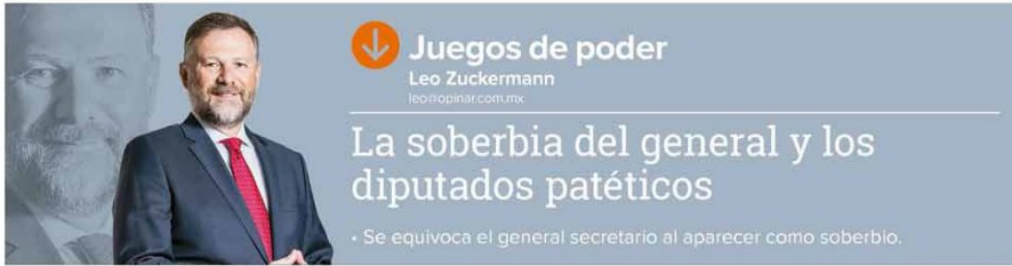 Juegos de poder
Leo Zuckermann
leo@opinar.com.mx
La soberbia del general y los
diputados patéticos
• Se equivoca el general secretario al aparecer como soberbio.